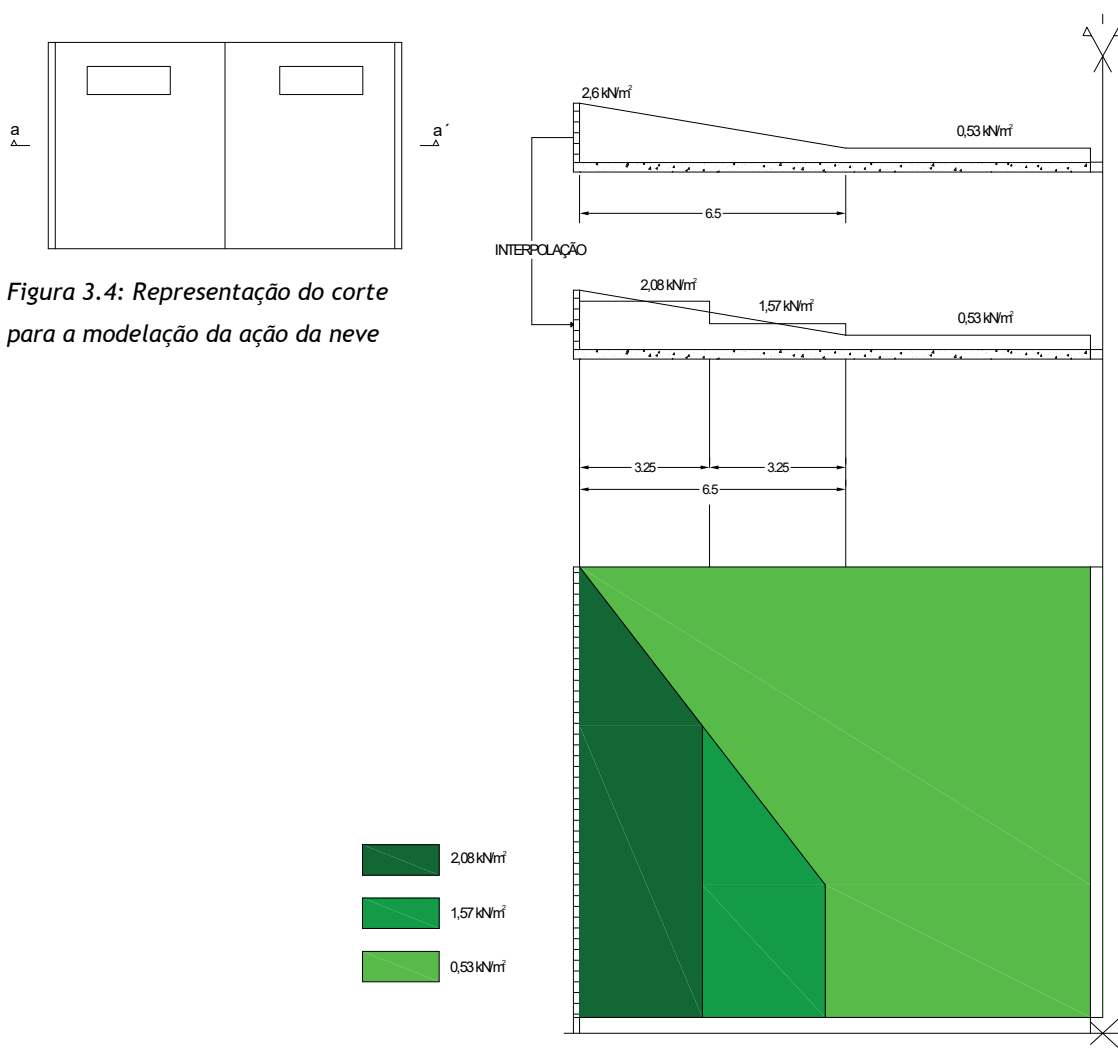 a
a´
Figura 3.4: Representação do corte
para a modelação da ação da neve
2,6 kN/m²
0,53 kN/m²
6.5
INTERPOLAÇÃO
2,08 kN/m²
1,57 kN/m²
0,53 kN/m²
3.25
3.25
6.5
2,08 kN/m²
1,57 kN/m²
0,53 kN/m²